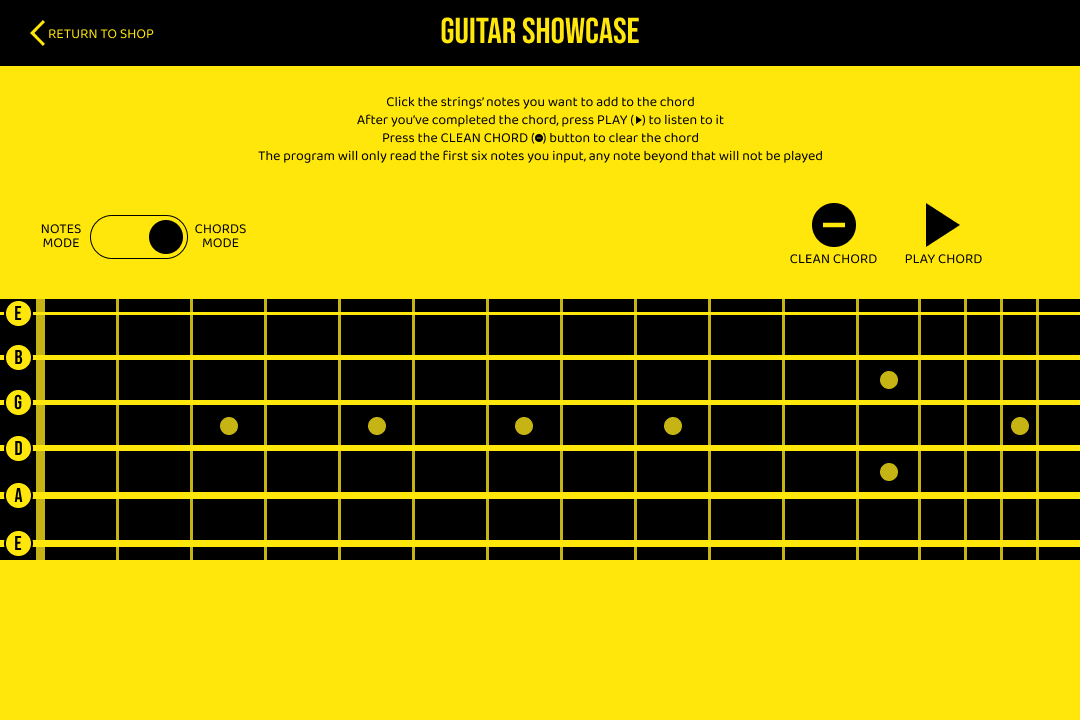 RETURN TO SHOP
GUITAR SHOWCASE
Click the strings' notes you want to add to the chord
After you've completed the chord, press PLAY (▶) to listen to it
Press the CLEAN CHORD (⊖) button to clear the chord
The program will only read the first six notes you input, any note beyond that will not be played
NOTES
MODE
CHORDS
MODE
CLEAN CHORD
PLAY CHORD
E
B
G
D
A
E